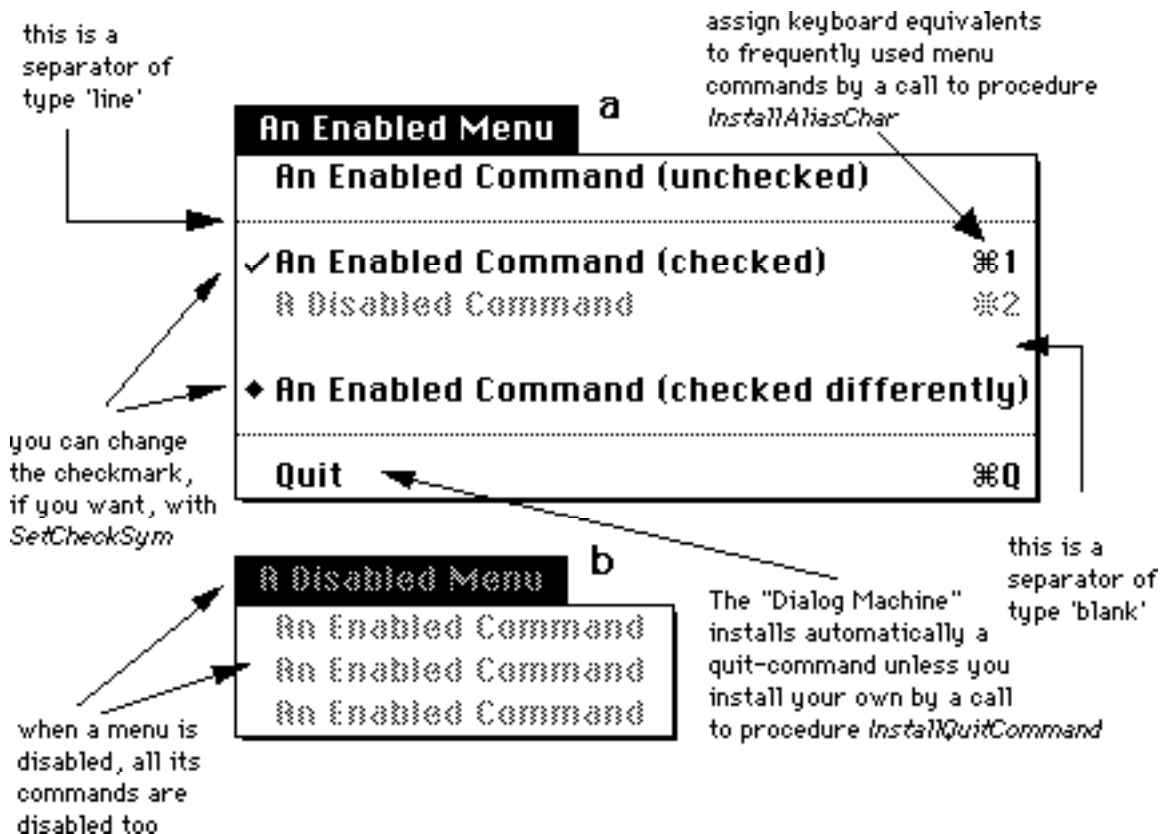 this is a
separator of
type 'line'
assign keyboard equivalents
to frequently used menu
commands by a call to procedure
InstallAliasChar
a
An Enabled Menu
An Enabled Command (unchecked)
✓An Enabled Command (checked) ⌘1
A Disabled Command ⌘2
◆ An Enabled Command (checked differently)
Quit ⌘Q
you can change
the checkmark,
if you want, with
SetCheckSym
this is a
separator of
type 'blank'
b
A Disabled Menu
An Enabled Command
An Enabled Command
An Enabled Command
The "Dialog Machine"
installs automatically a
quit-command unless you
install your own by a call
to procedure InstallQuitCommand
when a menu is
disabled, all its
commands are
disabled too